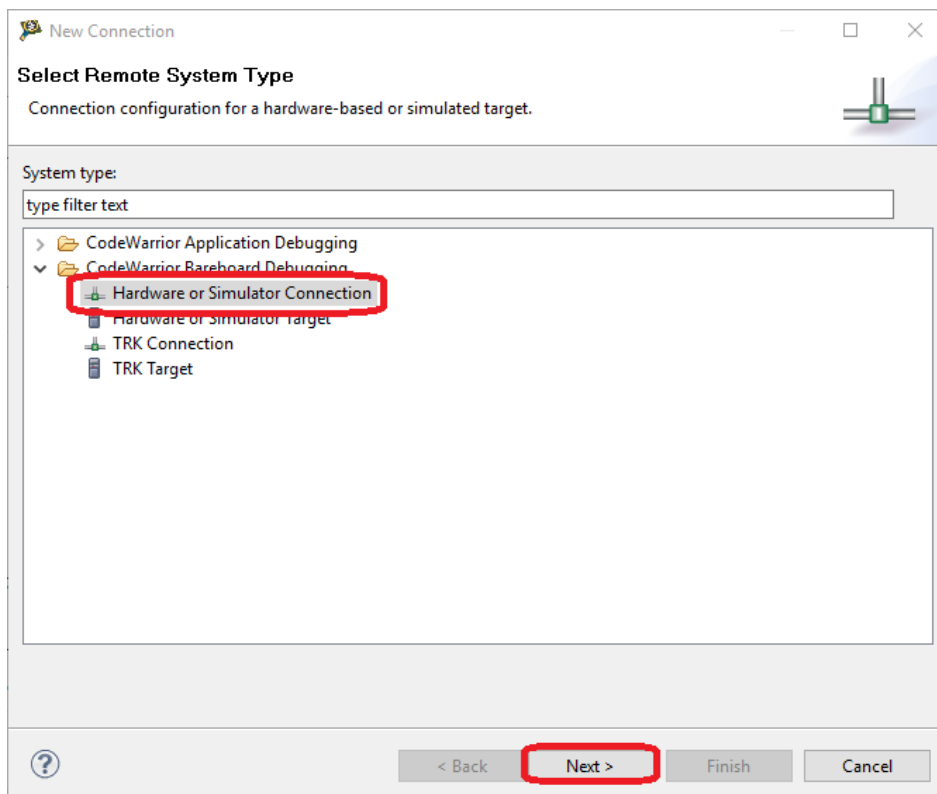 New Connection
Select Remote System Type
Connection configuration for a hardware-based or simulated target.
System type:
type filter text
CodeWarrior Application Debugging
CodeWarrior Bareboard Debugging
Hardware or Simulator Connection
Hardware or Simulator Target
TRK Connection
TRK Target
? < Back Next > Finish Cancel